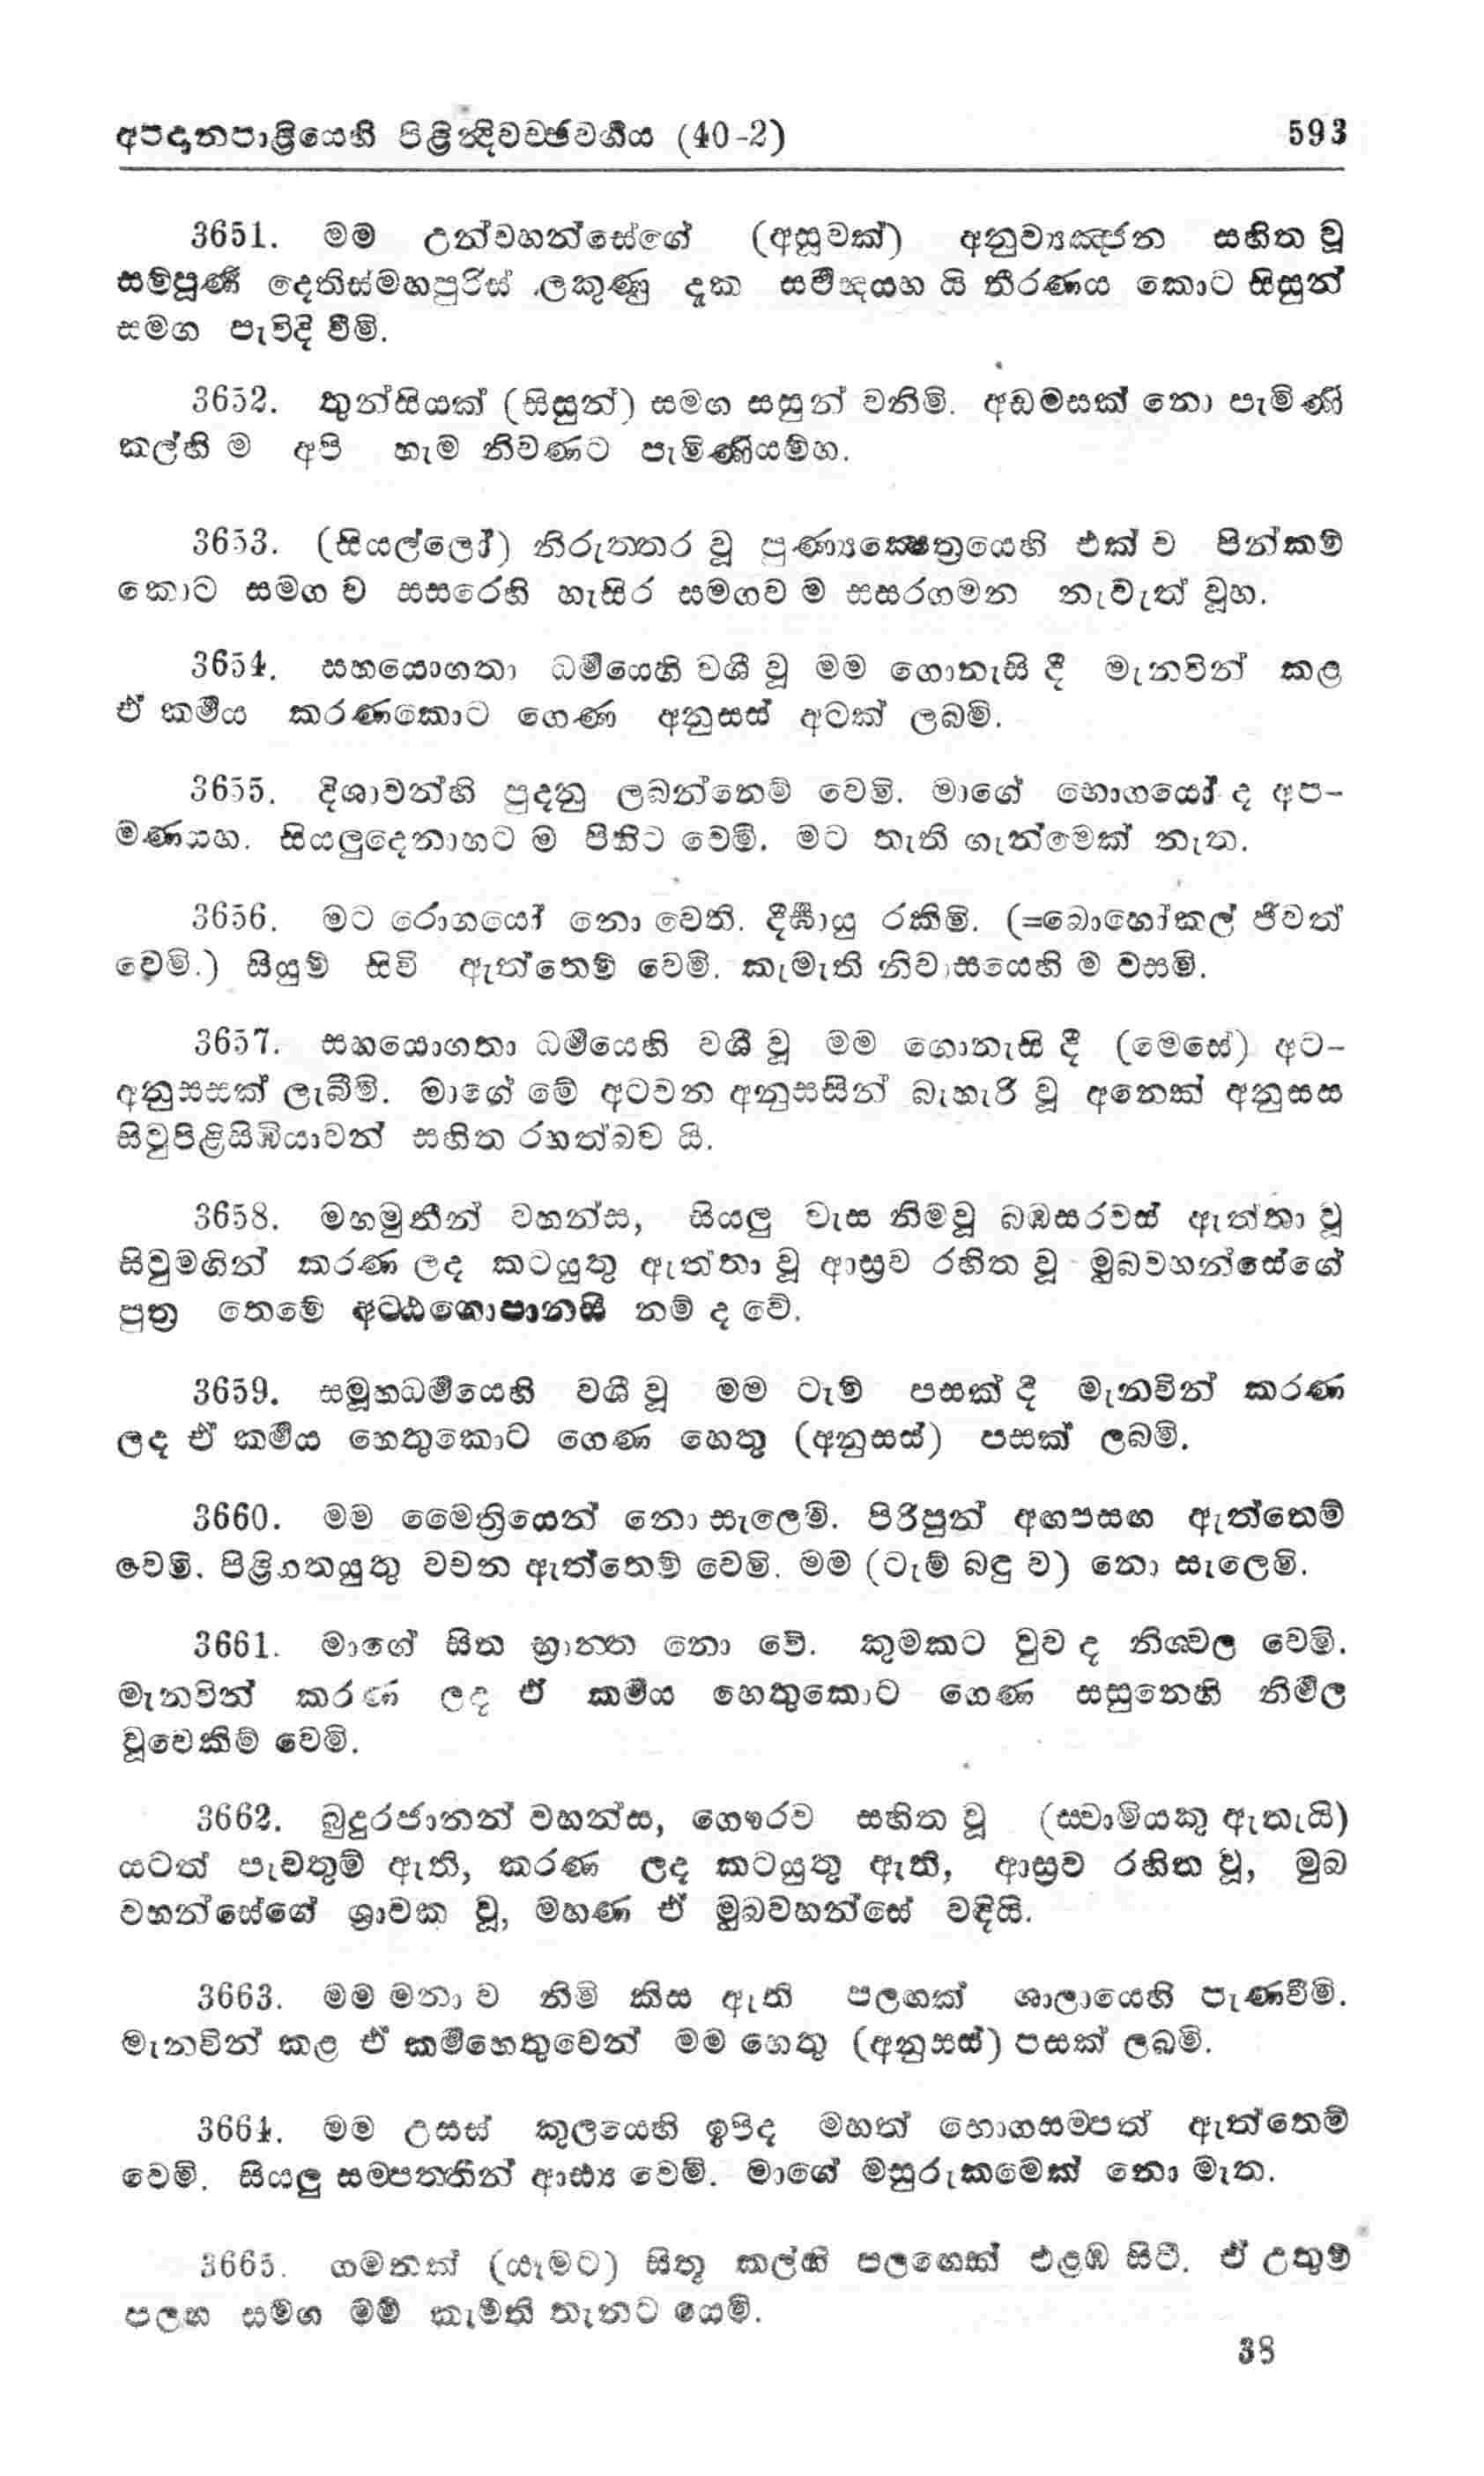 අපදානපාළියෙහි පිළින්දිවච්ඡවර්ගය (40-2) 593
3651. මම උන්වහන්සේගේ (අසූවක්) අනුව්‍යඤ්ජන සහිත වූ
සම්පූර්ණ දෙතිස්මහපුරිස් ලකුණු දැක සර්වඥයහ යි තීරණය කොට සිසුන්
සමග පැවිදි වීමි.
3652. තුන්සියක් (සිසුන්) සමග සසුන් වනිමි. අඩමසක් නො පැමිණි
කල්හි ම අපි හැම නිවණට පැමිණියම්හ.
3653. (සියල්ලෝ) නිරුත්තර වූ පුණ්‍යක්‍ෂෙත්‍රයෙහි එක් ව පින්කම්
කොට සමග ව සසරෙහි හැසිර සමගව ම සසරගමන නැවැත් වූහ.
3654. සහයොගතා ධර්මයෙහි වශී වූ මම ගොනැසි දී මැනවින් කළ
ඒ කර්මය කරණකොට ගෙණ අනුසස් අටක් ලබමි.
3655. දිශාවන්හි පුදනු ලබන්නෙම් වෙමි. මාගේ භොගයෝ ද අප-
මණයහ. සියලුදෙනාහට ම පිහිට වෙමි. මට තැති ගැන්මෙක් නැත.
3656. මට රොගයෝ නො වෙති. දීර්ඝායු රකිමි. (=බොහෝකල් ජීවත්
වෙමි.) සියුම් සිවි ඇත්තෙම් වෙමි. කැමැති නිවාසයෙහි ම වසමි.
3657. සහයොගතා ධර්මයෙහි වශී වූ මම ගොනැසි දී (මෙසේ) අට-
අනුසසක් ලැබීමි. මාගේ මේ අටවන අනුසසින් බැහැරි වූ අනෙක් අනුසස
සිවුපිළිසිඹියාවන් සහිත රහත්බව යි.
3658. මහමුනීන් වහන්ස, සියලු වැස නිමවූ බඹසරවස් ඇත්තා වූ
සිවුමගින් කරණ ලද කටයුතු ඇත්තා වූ ආස්‍රව රහිත වූ මුබවහන්සේගේ
පුත්‍ර තෙමේ අට්ඨගොපානසී නම් ද වේ.
3659. සමූහධර්මයෙහි වශී වූ මම ටැම් පසක් දී මැනවින් කරණ
ලද ඒ කර්මය හෙතුකොට ගෙණ හෙතු (අනුසස්) පසක් ලබමි.
3660. මම මෛත්‍රියෙන් නො සැලෙමි. පිරිපුන් අඟපසඟ ඇත්තෙම්
වෙමි. පිළිගතයුතු වචන ඇත්තෙම් වෙමි. මම (ටැම් බඳු ව) නො සැලෙමි.
3661. මාගේ සිත භ්‍රාන්ත නො වේ. කුමකට වුව ද නිශ්චල වෙමි.
මැනවින් කරණ ලද ඒ කර්මය හෙතුකොට ගෙණ සසුනෙහි නිර්මල
වූවෙකිම් වෙමි.
3662. බුදුරජානන් වහන්ස, ගෞරව සහිත වූ (ස්වාමියකු ඇතැයි)
යටත් පැවතුම් ඇති, කරණ ලද කටයුතු ඇති, ආස්‍රව රහිත වූ, මුබ
වහන්සේගේ ශ්‍රාවක වූ, මහණ ඒ මුබවහන්සේ වඳියි.
3663. මම මනා ව නිමි කිස ඇති පලඟක් ශාලායෙහි පැණවීමි.
මැනවින් කළ ඒ කර්මහෙතුවෙන් මම හෙතු (අනුසස්) පසක් ලබමි.
3664. මම උසස් කුලයෙහි ඉපිද මහත් භොගසම්පත් ඇත්තෙම්
වෙමි. සියලු සම්පත්තීන් ආඪ්‍ය වෙමි. මාගේ මසුරුකමෙක් නො මැත.
3665. ගමනක් (යෑමට) සිතූ කල්හි පලඟෙක් එළඹ සිටී. ඒ උතුම්
පලඟ සමග මම් කැමති තැනට යෙමි.
38